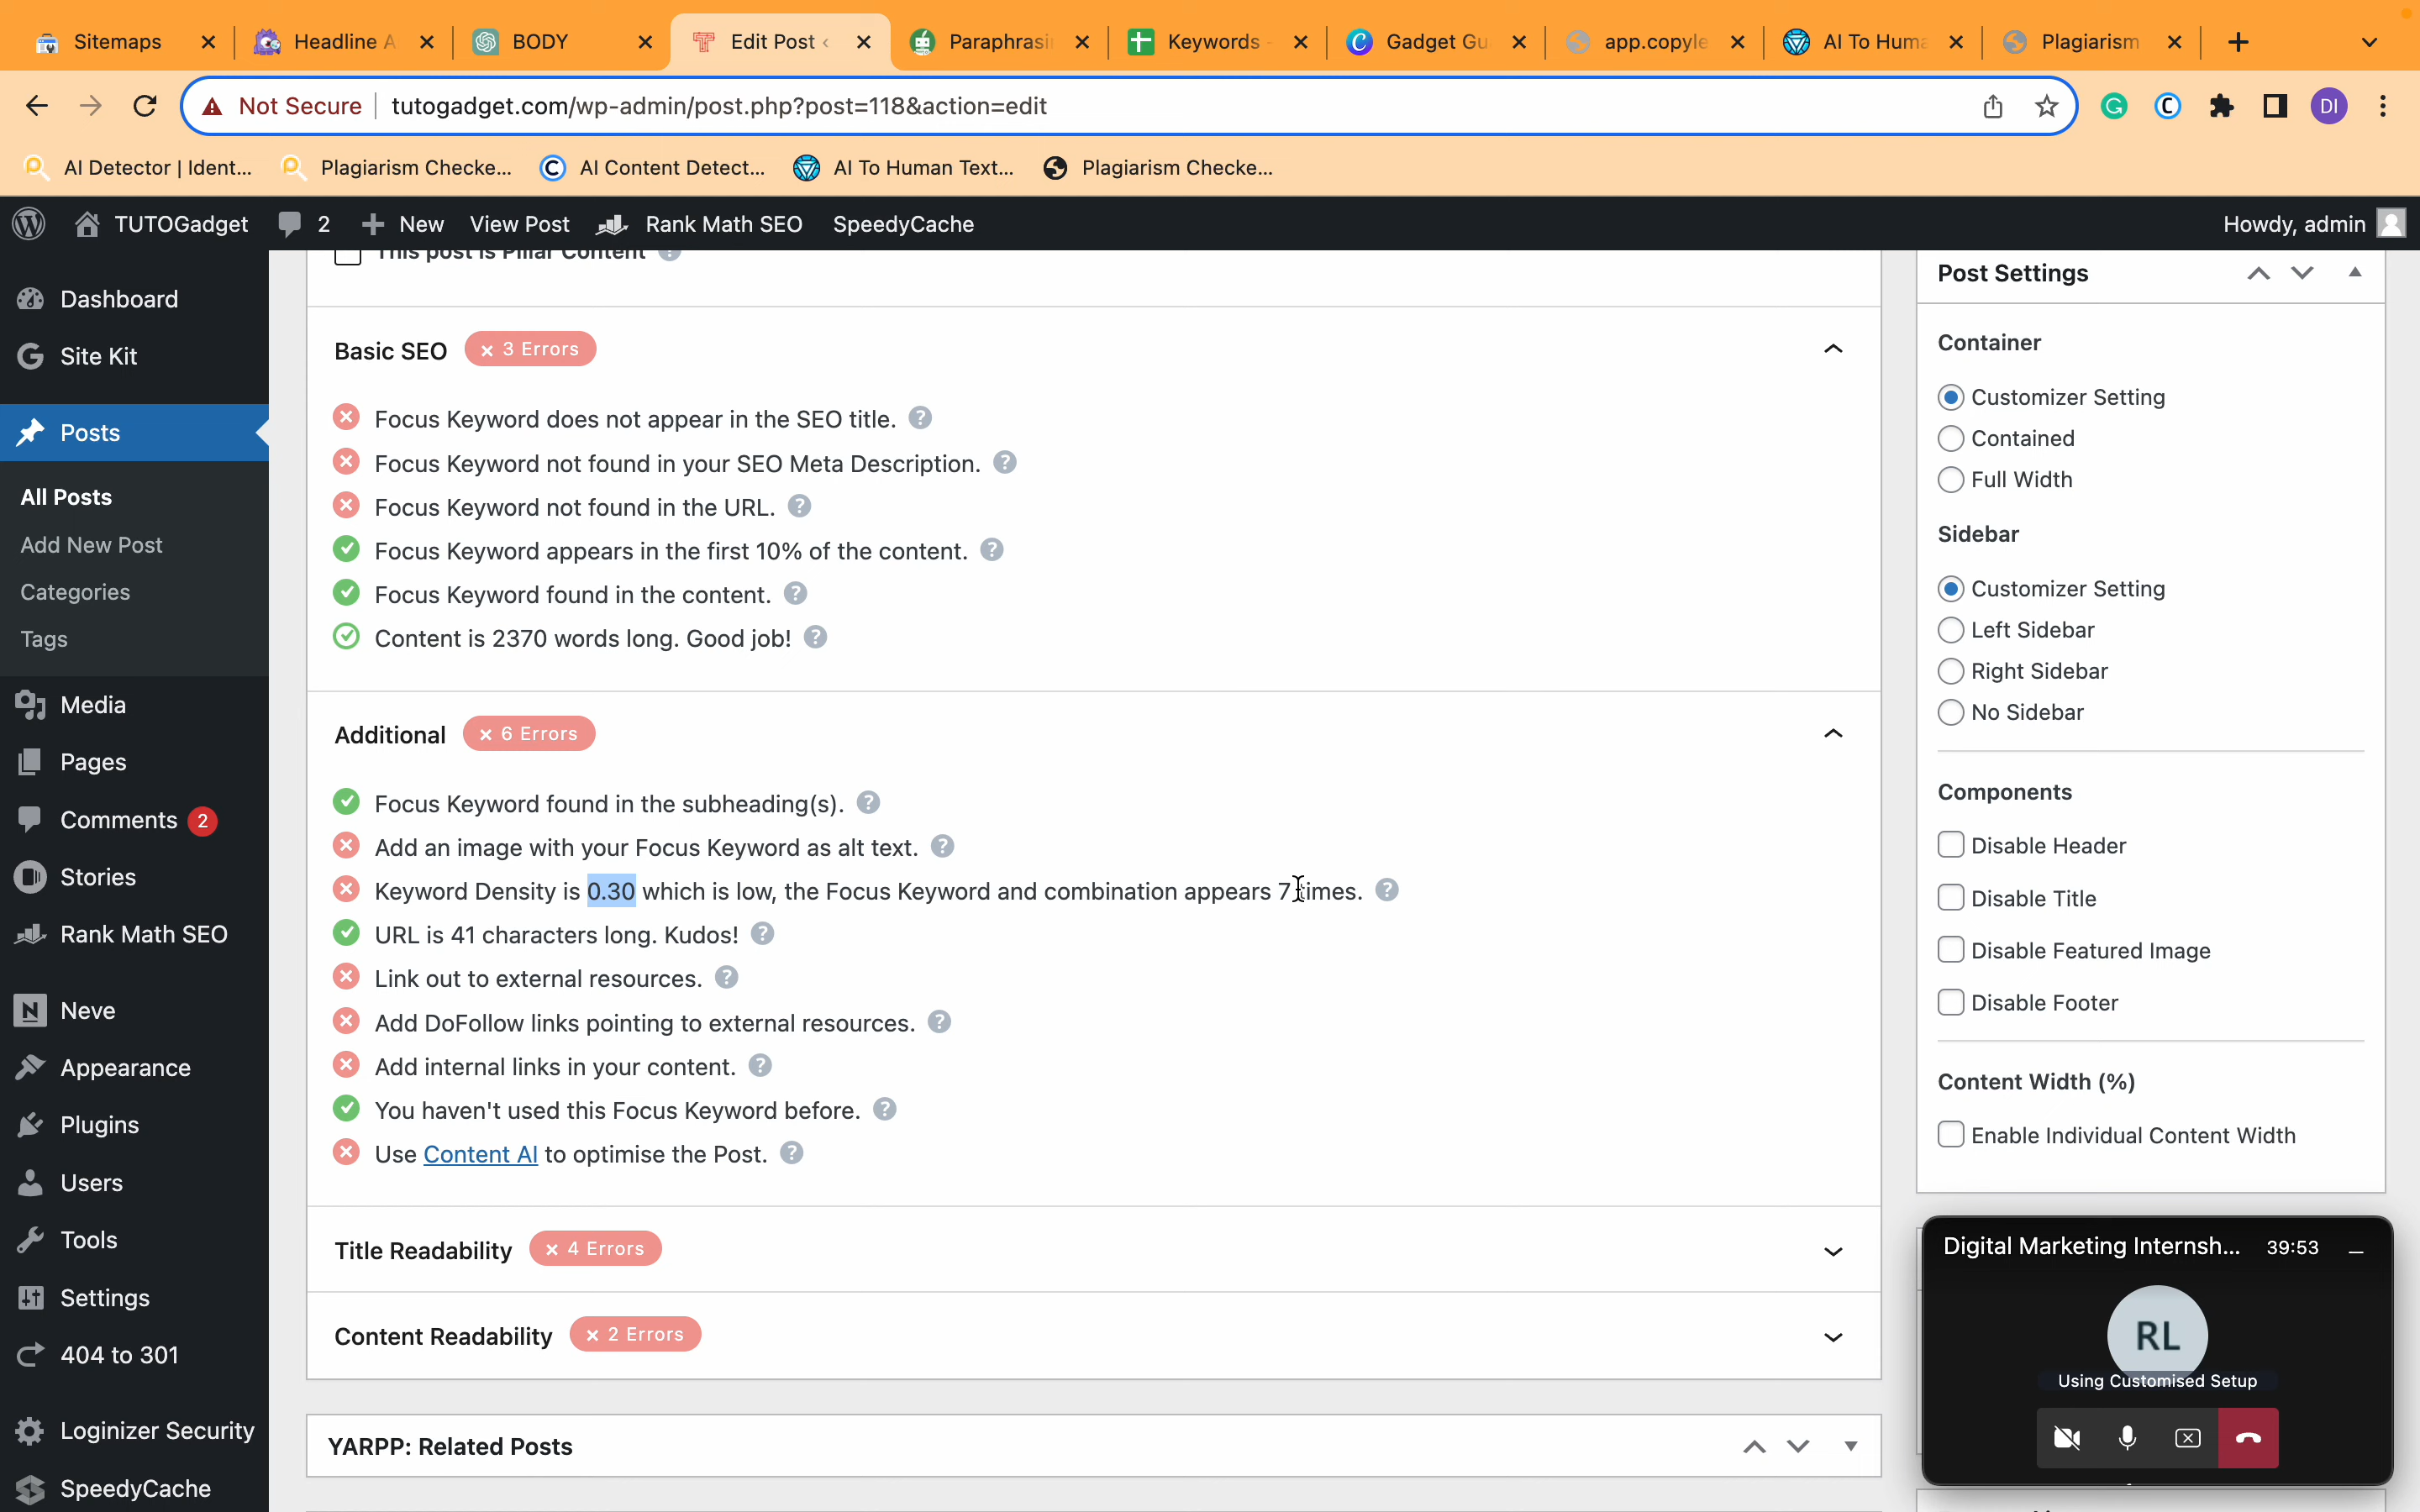 Sitemaps
Headline A
BODY
Edit Post ‹
Paraphrasi
Keywords -
Gadget Gu
app.copyle
AI To Huma
Plagiarism
Not Secure
tutogadget.com/wp-admin/post.php?post=118&action=edit
DI
AI Detector | Ident...
Plagiarism Checke...
AI Content Detect...
AI To Human Text...
Plagiarism Checke...
TUTOGadget
2
New
View Post
Rank Math SEO
SpeedyCache
Howdy, admin
Dashboard
Site Kit
Posts
All Posts
Add New Post
Categories
Tags
Media
Pages
Comments 2
Stories
Rank Math SEO
Neve
Appearance
Plugins
Users
Tools
Settings
404 to 301
Loginizer Security
SpeedyCache
This post is Pillar Content
Basic SEO × 3 Errors
Focus Keyword does not appear in the SEO title.
Focus Keyword not found in your SEO Meta Description.
Focus Keyword not found in the URL.
Focus Keyword appears in the first 10% of the content.
Focus Keyword found in the content.
Content is 2370 words long. Good job!
Additional × 6 Errors
Focus Keyword found in the subheading(s).
Add an image with your Focus Keyword as alt text.
Keyword Density is 0.30 which is low, the Focus Keyword and combination appears 7 times.
URL is 41 characters long. Kudos!
Link out to external resources.
Add DoFollow links pointing to external resources.
Add internal links in your content.
You haven't used this Focus Keyword before.
Use Content AI to optimise the Post.
Title Readability × 4 Errors
Content Readability × 2 Errors
YARPP: Related Posts
Post Settings
Container
Customizer Setting
Contained
Full Width
Sidebar
Customizer Setting
Left Sidebar
Right Sidebar
No Sidebar
Components
Disable Header
Disable Title
Disable Featured Image
Disable Footer
Content Width (%)
Enable Individual Content Width
Digital Marketing Internsh... 39:53
RL
Using Customised Setup